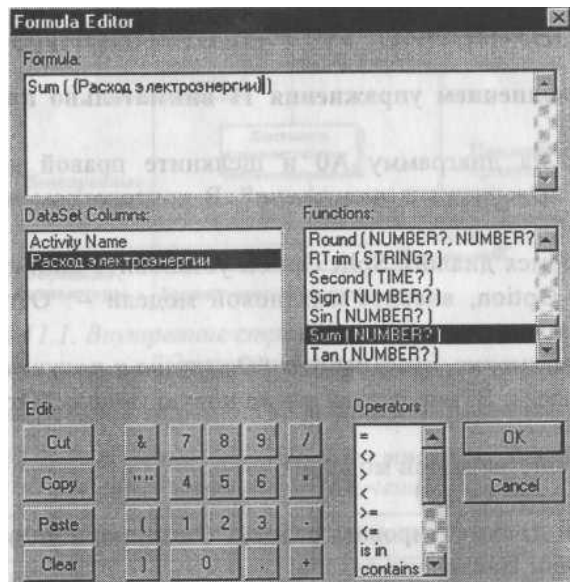 Formula Editor
Formula:
Sum ( {Расход электроэнергии} )
DataSet Columns:
Activity Name
Расход электроэнергии
Functions:
Round ( NUMBER?, NUMBER?
RTrim ( STRING? )
Second ( TIME? )
Sign ( NUMBER? )
Sin ( NUMBER? )
Sum ( NUMBER? )
Tan ( NUMBER? )
Edit
Cut
Copy
Paste
Clear
& 7 8 9 /
"" 4 5 6 *
( 1 2 3 -
) 0 . +
Operators
=
<>
>
<
>=
<=
is in
contains
OK
Cancel